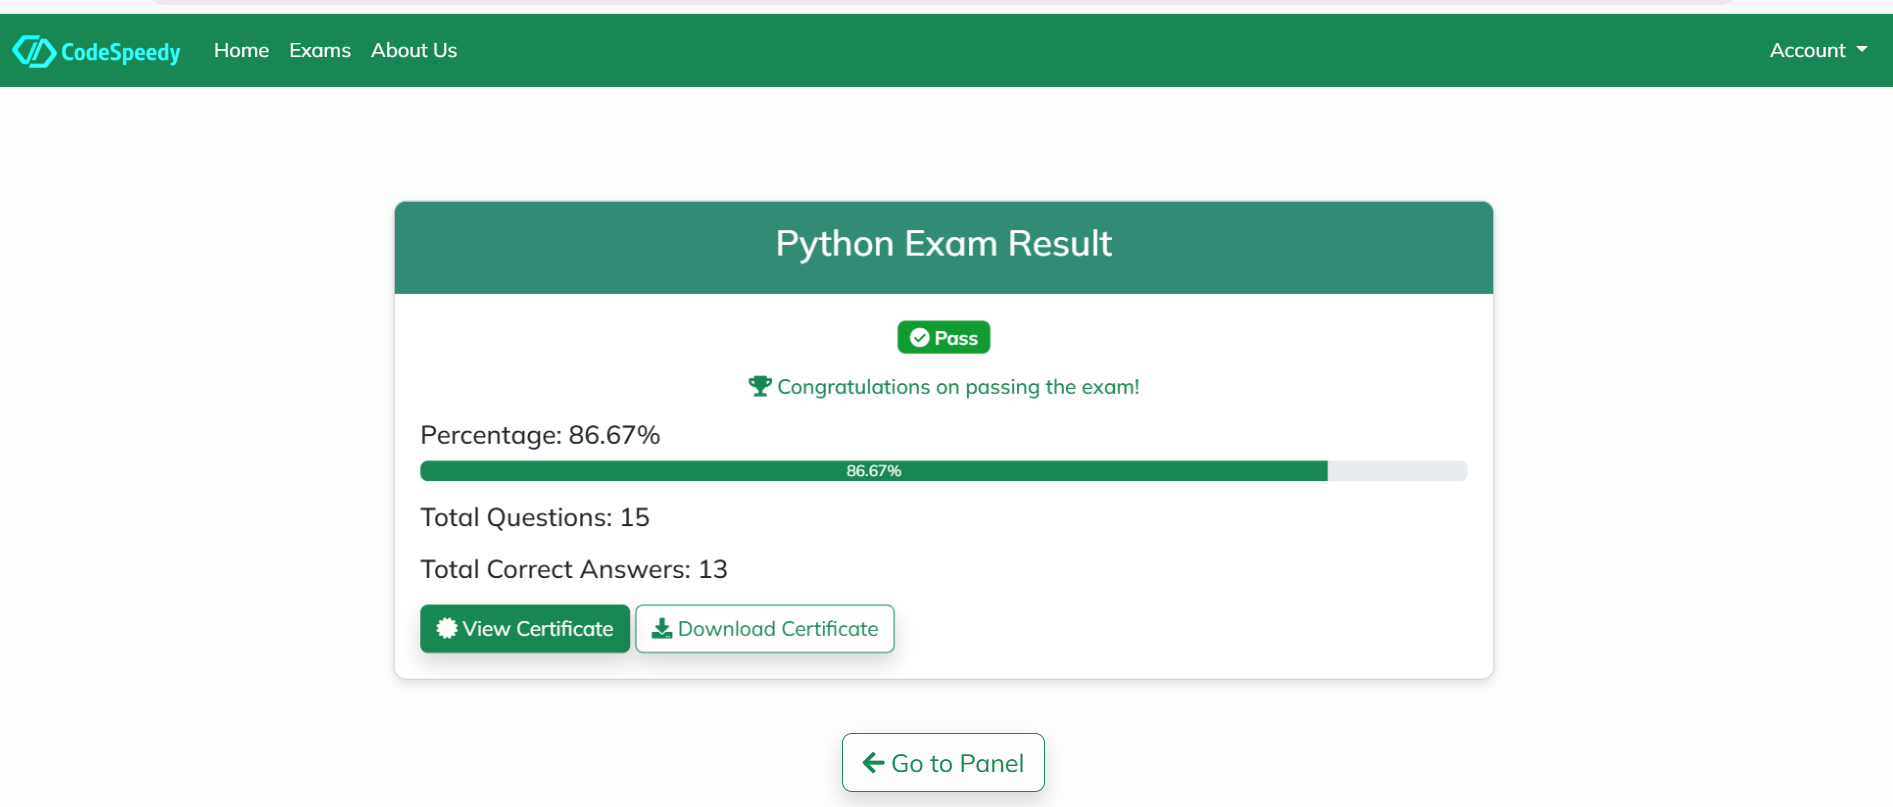 CodeSpeedy Home Exams About Us Account
Python Exam Result
Pass
Congratulations on passing the exam!
Percentage: 86.67%
86.67%
Total Questions: 15
Total Correct Answers: 13
View Certificate Download Certificate
Go to Panel